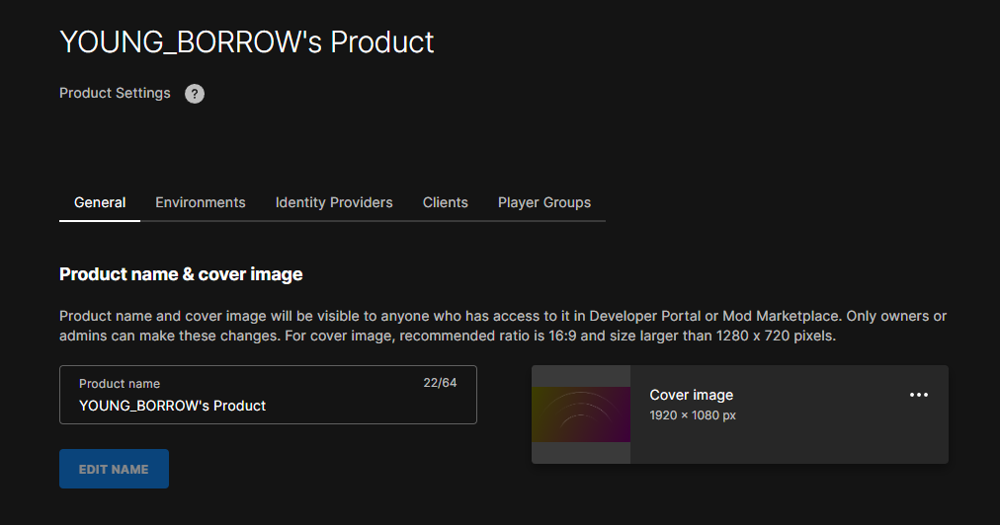 YOUNG_BORROW's Product
Product Settings ?
General Environments Identity Providers Clients Player Groups
Product name & cover image
Product name and cover image will be visible to anyone who has access to it in Developer Portal or Mod Marketplace. Only owners or
admins can make these changes. For cover image, recommended ratio is 16:9 and size larger than 1280 x 720 pixels.
Product name 22/64
YOUNG_BORROW's Product
Cover image
1920 × 1080 px
EDIT NAME